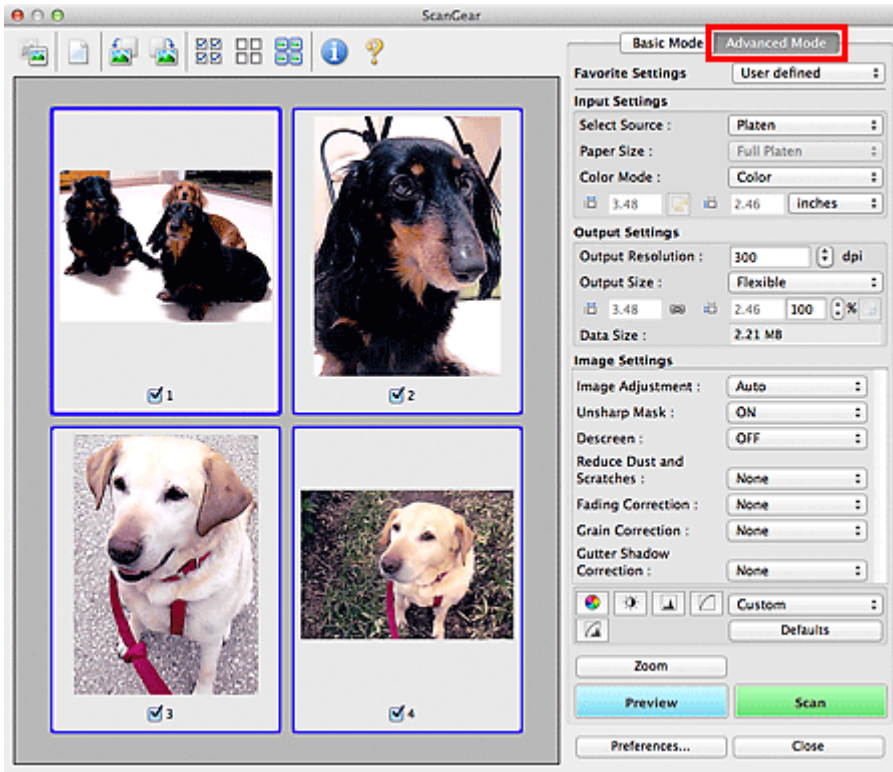 ScanGear
Basic Mode Advanced Mode
Favorite Settings User defined
Input Settings
Select Source : Platen
Paper Size : Full Platen
Color Mode : Color
3.48 2.46 inches
Output Settings
Output Resolution : 300 dpi
Output Size : Flexible
3.48 2.46 100 %
Data Size : 2.21 MB
Image Settings
Image Adjustment : Auto
Unsharp Mask : ON
Descreen : OFF
Reduce Dust and
Scratches : None
Fading Correction : None
Grain Correction : None
Gutter Shadow
Correction : None
Custom
Defaults
Zoom
Preview Scan
Preferences... Close
1
2
3
4